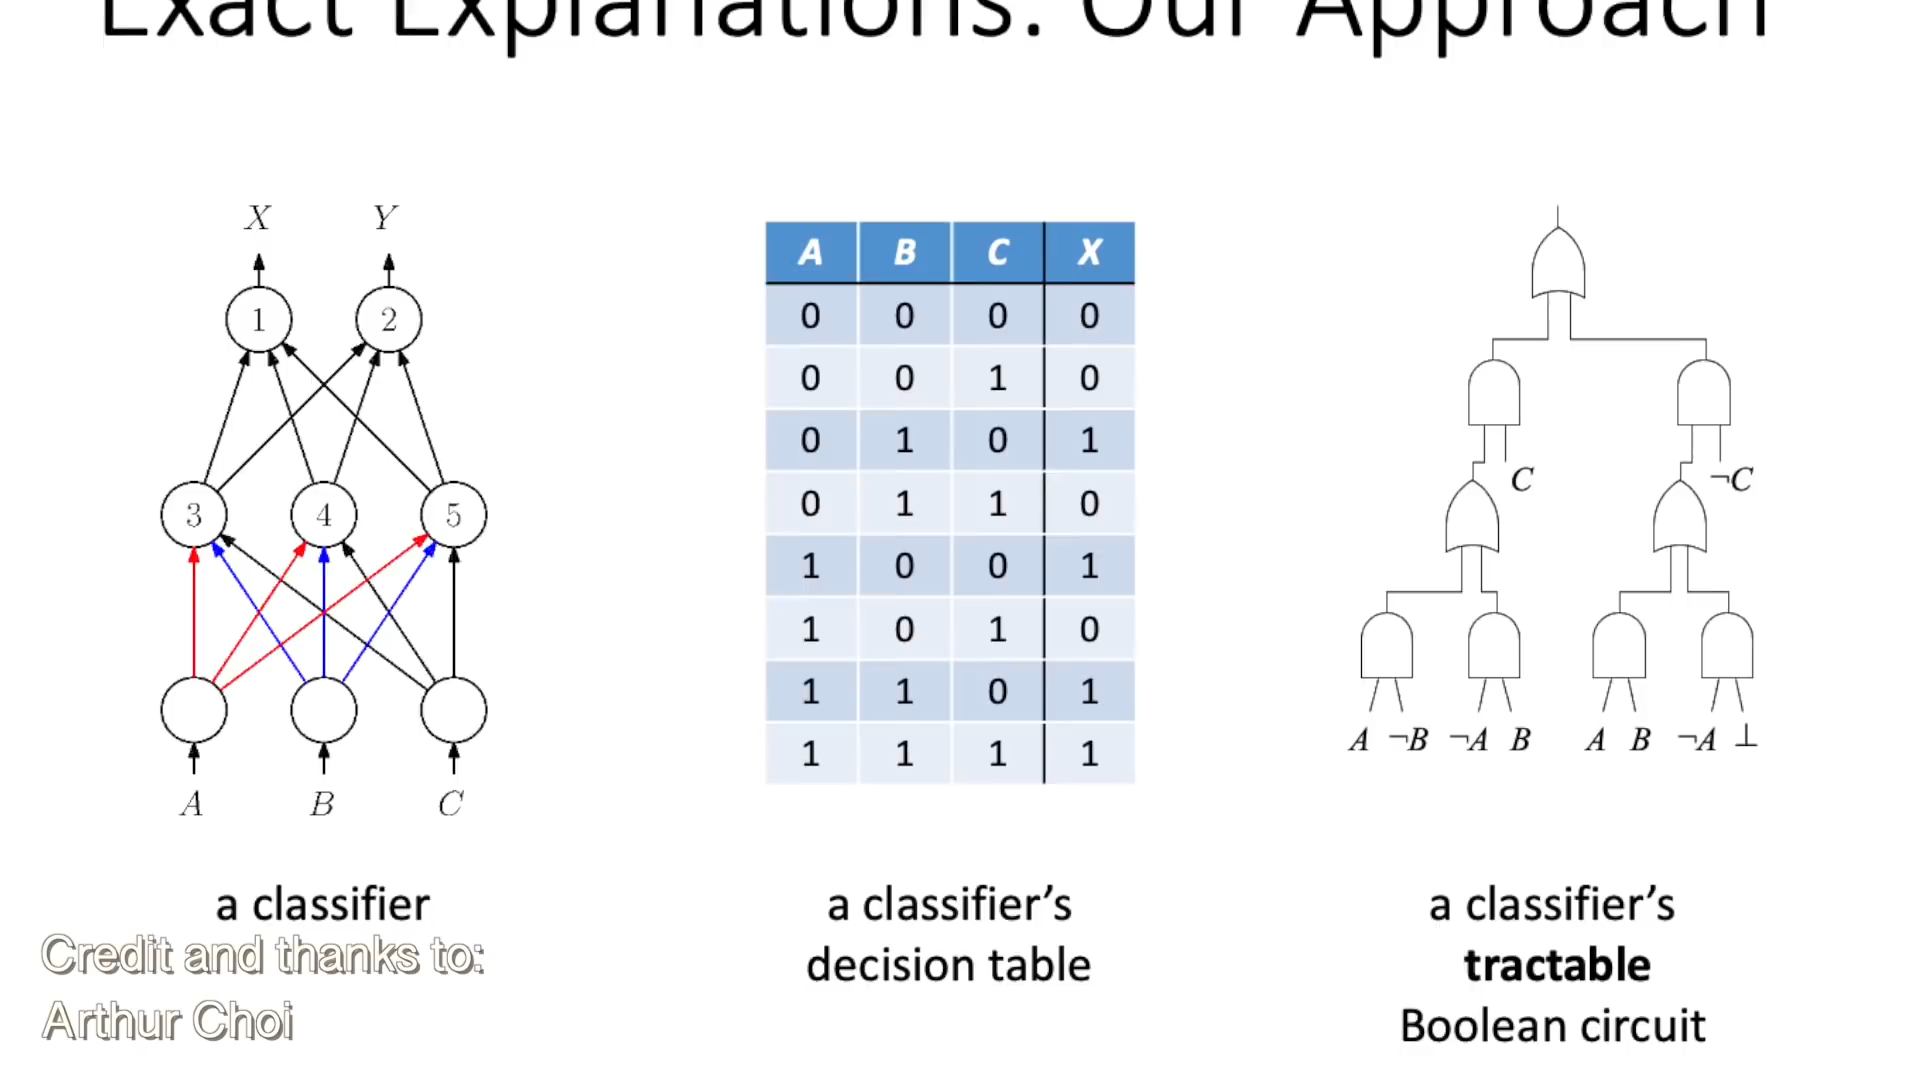 Exact Explanations: Our Approach
X Y
1 2
3 4 5
A B C
A B C X
0 0 0 0
0 0 1 0
0 1 0 1
0 1 1 0
1 0 0 1
1 0 1 0
1 1 0 1
1 1 1 1
C ¬C
A ¬B ¬A B A B ¬A ⊥
a classifier
a classifier’s
decision table
a classifier’s
tractable
Boolean circuit
Credit and thanks to:
Arthur Choi